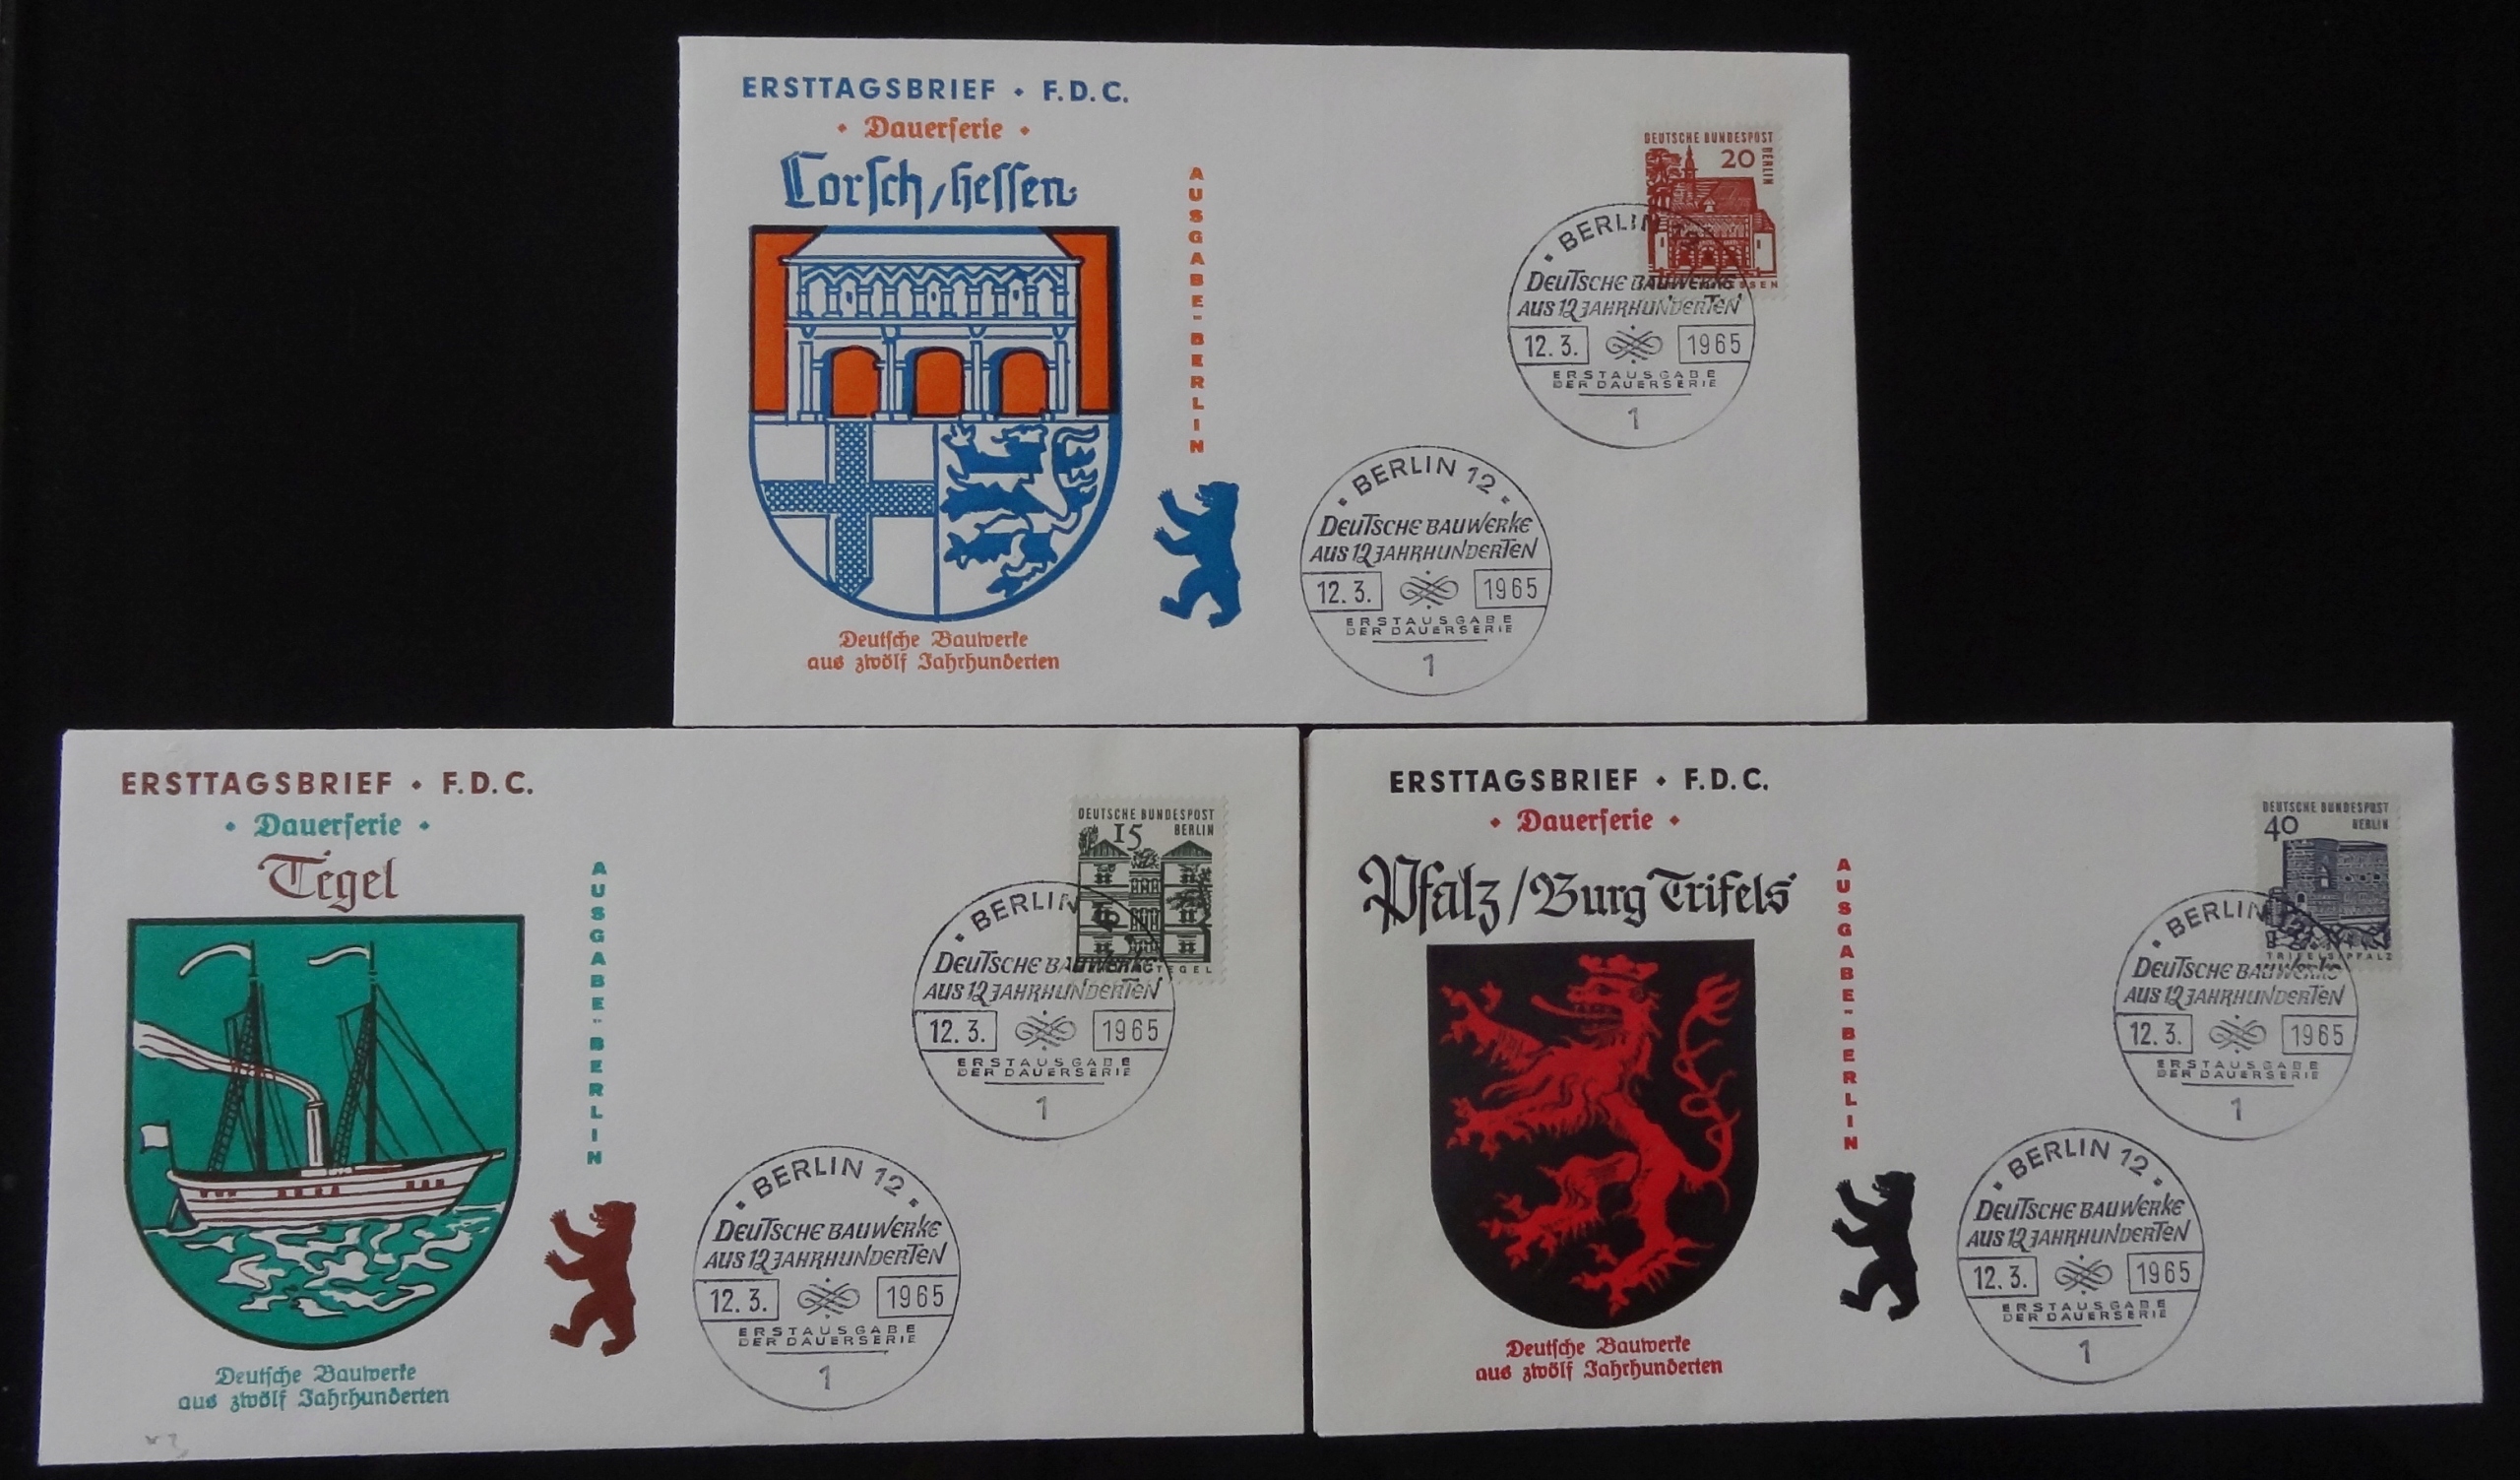 ERSTTAGSBRIEF • F.D.C.
• Dauerserie •
Lorsch/Hessen
AUSGABE-BERLIN
Deutsche Bauwerke
aus zwölf Jahrhunderten
DEUTSCHE BUNDESPOST
BERLIN
20
BERLIN
DEUTSCHE BAUWERKE
AUS 12 JAHRHUNDERTEN
12.3. 1965
ERSTAUSGABE
DER DAUERSERIE
1
BERLIN 12
DEUTSCHE BAUWERKE
AUS 12 JAHRHUNDERTEN
12.3. 1965
ERSTAUSGABE
DER DAUERSERIE
1
ERSTTAGSBRIEF • F.D.C.
• Dauerserie •
Tegel
AUSGABE-BERLIN
Deutsche Bauwerke
aus zwölf Jahrhunderten
DEUTSCHE BUNDESPOST
15 BERLIN
TEGEL
BERLIN
DEUTSCHE BAUWERKE
AUS 12 JAHRHUNDERTEN
12.3. 1965
ERSTAUSGABE
DER DAUERSERIE
1
BERLIN 12
DEUTSCHE BAUWERKE
AUS 12 JAHRHUNDERTEN
12.3. 1965
ERSTAUSGABE
DER DAUERSERIE
1
ERSTTAGSBRIEF • F.D.C.
• Dauerserie •
Pfalz/Burg Trifels
AUSGABE-BERLIN
Deutsche Bauwerke
aus zwölf Jahrhunderten
DEUTSCHE BUNDESPOST
40 BERLIN
TRIFELS/PFALZ
BERLIN
DEUTSCHE BAUWERKE
AUS 12 JAHRHUNDERTEN
12.3. 1965
ERSTAUSGABE
DER DAUERSERIE
1
BERLIN 12
DEUTSCHE BAUWERKE
AUS 12 JAHRHUNDERTEN
12.3. 1965
ERSTAUSGABE
DER DAUERSERIE
1